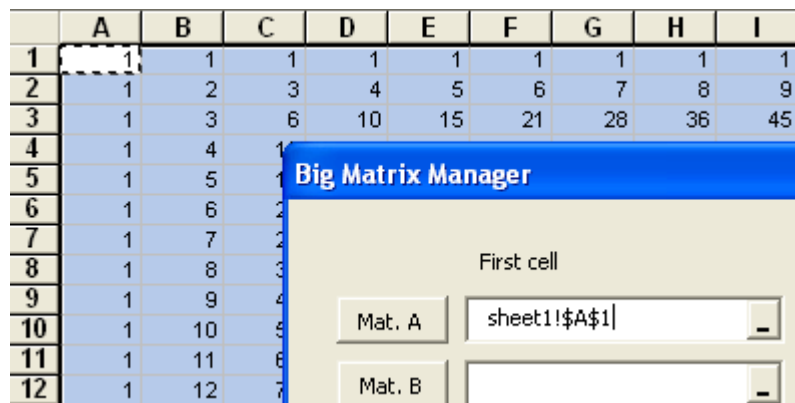 A B C D E F G H I
1 1 1 1 1 1 1 1 1 1
2 1 2 3 4 5 6 7 8 9
3 1 3 6 10 15 21 28 36 45
4 1 4
5 1 5
6 1 6
7 1 7
8 1 8
9 1 9
10 1 10
11 1 11
12 1 12
Big Matrix Manager
First cell
Mat. A sheet1!$A$1
Mat. B